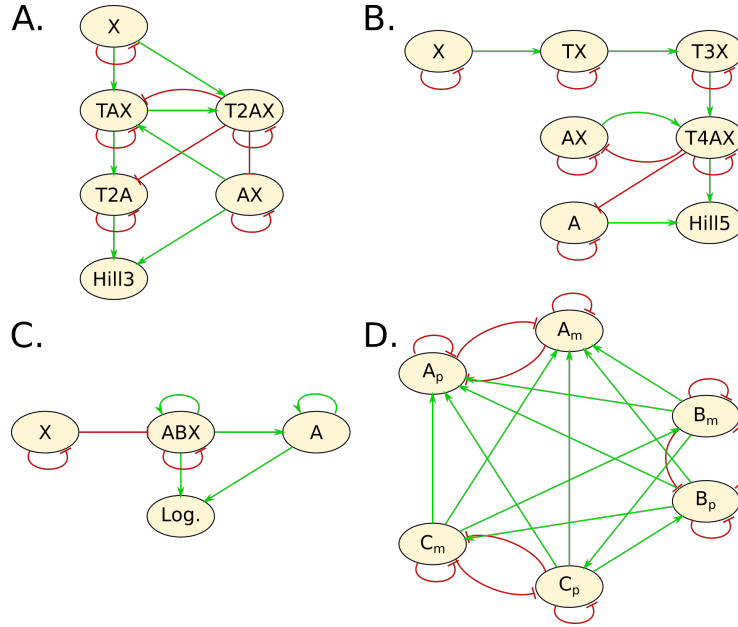 A.
X
TAX
T2AX
T2A
AX
Hill3
B.
X
TX
T3X
AX
T4AX
A
Hill5
C.
X
ABX
A
Log.
D.
Aₘ
Aₚ
Bₘ
Bₚ
Cₘ
Cₚ